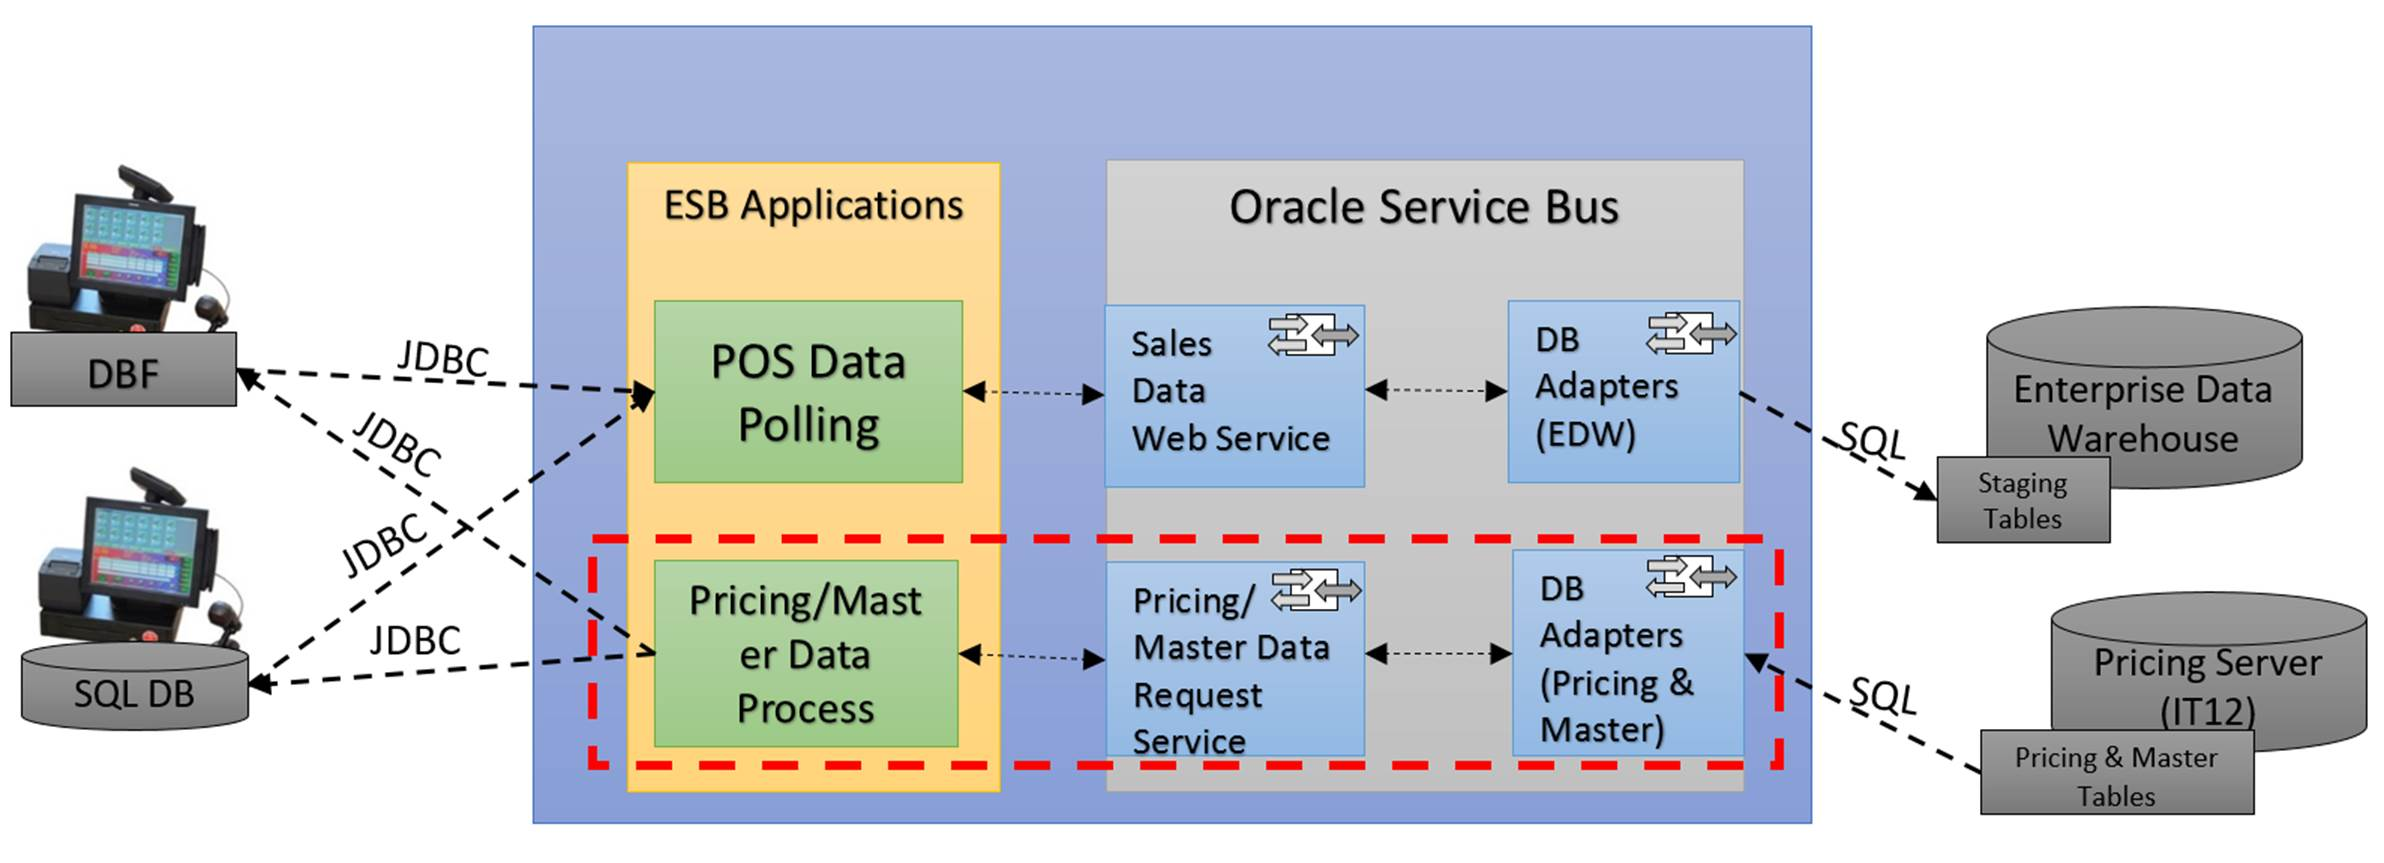 ESB Applications
Oracle Service Bus
DBF
JDBC
JDBC
JDBC
JDBC
SQL DB
POS Data
Polling
Sales
Data
Web Service
DB
Adapters
(EDW)
SQL
Enterprise Data
Warehouse
Staging
Tables
Pricing/Mast
er Data
Process
Pricing/
Master Data
Request
Service
DB
Adapters
(Pricing &
Master)
SQL
Pricing Server
(IT12)
Pricing & Master
Tables